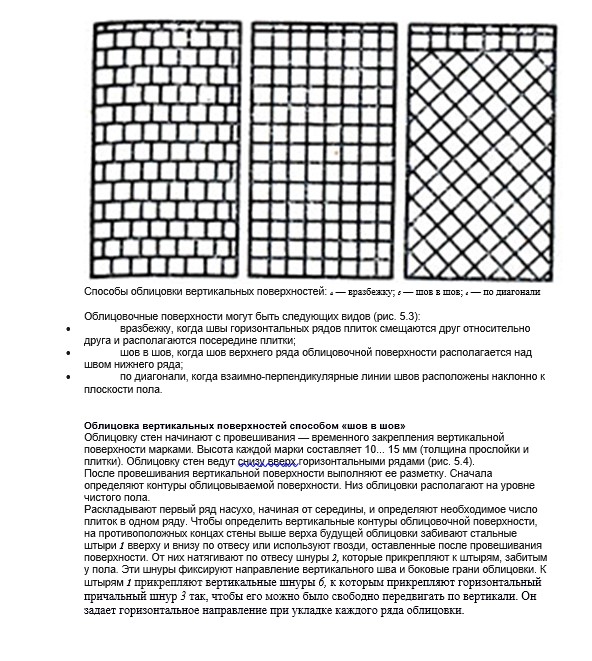 Способы облицовки вертикальных поверхностей: а — вразбежку; — шов в шов; — по диагонали
Облицовочные поверхности могут быть следующих видов (рис. 5.3):
• вразбежку, когда швы горизонтальных рядов плиток смещаются друг относительно
друга и располагаются посередине плитки;
• шов в шов, когда шов верхнего ряда облицовочной поверхности располагается над
швом нижнего ряда;
• по диагонали, когда взаимно-перпендикулярные линии швов расположены наклонно к
плоскости пола.
Облицовка вертикальных поверхностей способом «шов в шов»
Облицовку стен начинают с провешивания — временного закрепления вертикальной
поверхности марками. Высота каждой марки составляет 10... 15 мм (толщина прослойки и
плитки). Облицовку стен ведут снизу вверх горизонтальными рядами (рис. 5.4).
После провешивания вертикальной поверхности выполняют ее разметку. Сначала
определяют контуры облицовываемой поверхности. Низ облицовки располагают на уровне
чистого пола.
Раскладывают первый ряд насухо, начиная от середины, и определяют необходимое число
плиток в одном ряду. Чтобы определить вертикальные контуры облицовочной поверхности,
на противоположных концах стены выше верха будущей облицовки забивают стальные
штыри 1 вверху и внизу по отвесу или используют гвозди, оставленные после провешивания
поверхности. От них натягивают по отвесу шнуры 2, которые прикрепляют к штырям, забитым
у пола. Эти шнуры фиксируют направление вертикального шва и боковые грани облицовки. К
штырям 1 прикрепляют вертикальные шнуры 6, к которым прикрепляют горизонтальный
причальный шнур 3 так, чтобы его можно было свободно передвигать по вертикали. Он
задает горизонтальное направление при укладке каждого ряда облицовки.